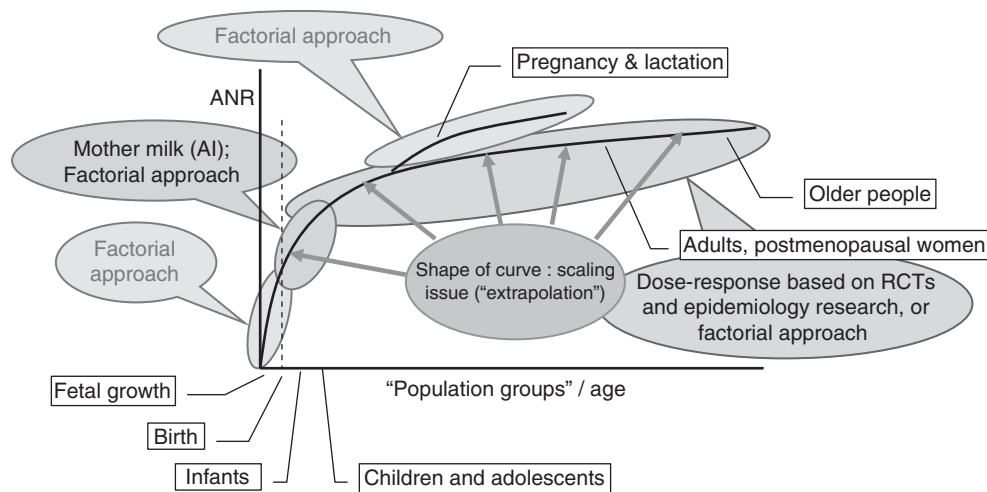 Factorial approach
Pregnancy & lactation
ANR
Mother milk (AI);
Factorial approach
Older people
Factorial
approach
Adults, postmenopausal women
Shape of curve : scaling
issue (“extrapolation”)
Dose-response based on RCTs
and epidemiology research, or
factorial approach
Fetal growth
“Population groups” / age
Birth
Infants
Children and adolescents